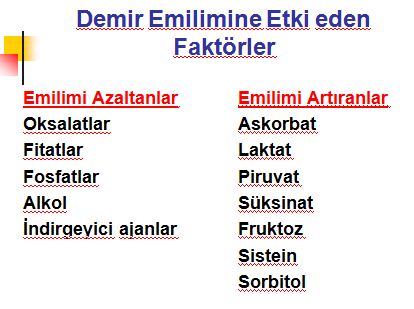 Demir Emilimine Etki eden
Faktörler
Emilimi Azaltanlar
Oksalatlar
Fitatlar
Fosfatlar
Alkol
İndirgeyici ajanlar
Emilimi Artıranlar
Askorbat
Laktat
Piruvat
Süksinat
Fruktoz
Sistein
Sorbitol